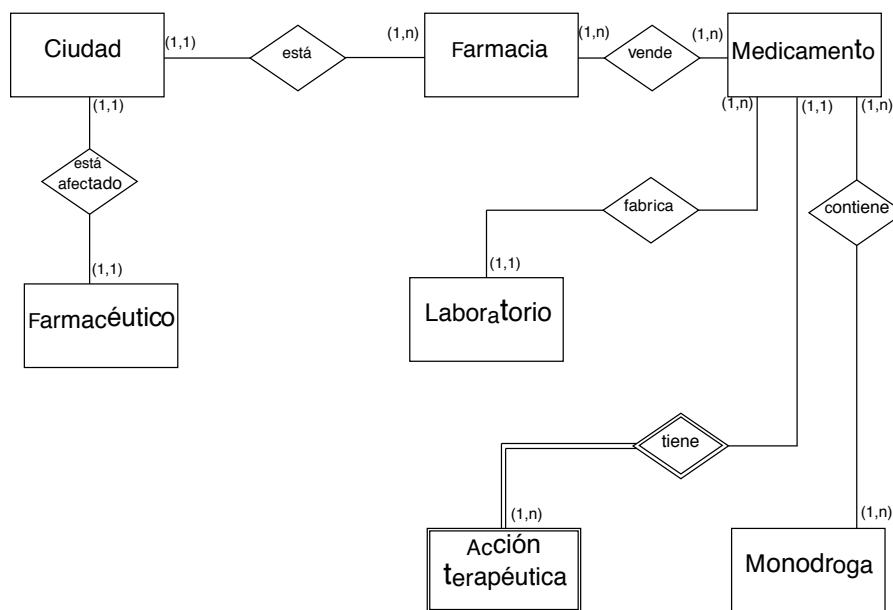 Ciudad
(1,1)
está
(1,n)
Farmacia
(1,n)
vende
(1,n)
Medicamento
(1,1)
(1,n)
(1,1)
(1,n)
está
afectado
fabrica
contiene
(1,1)
Farmacéutico
(1,1)
Laboratorio
tiene
(1,n)
Acción
terapéutica
(1,n)
Monodroga